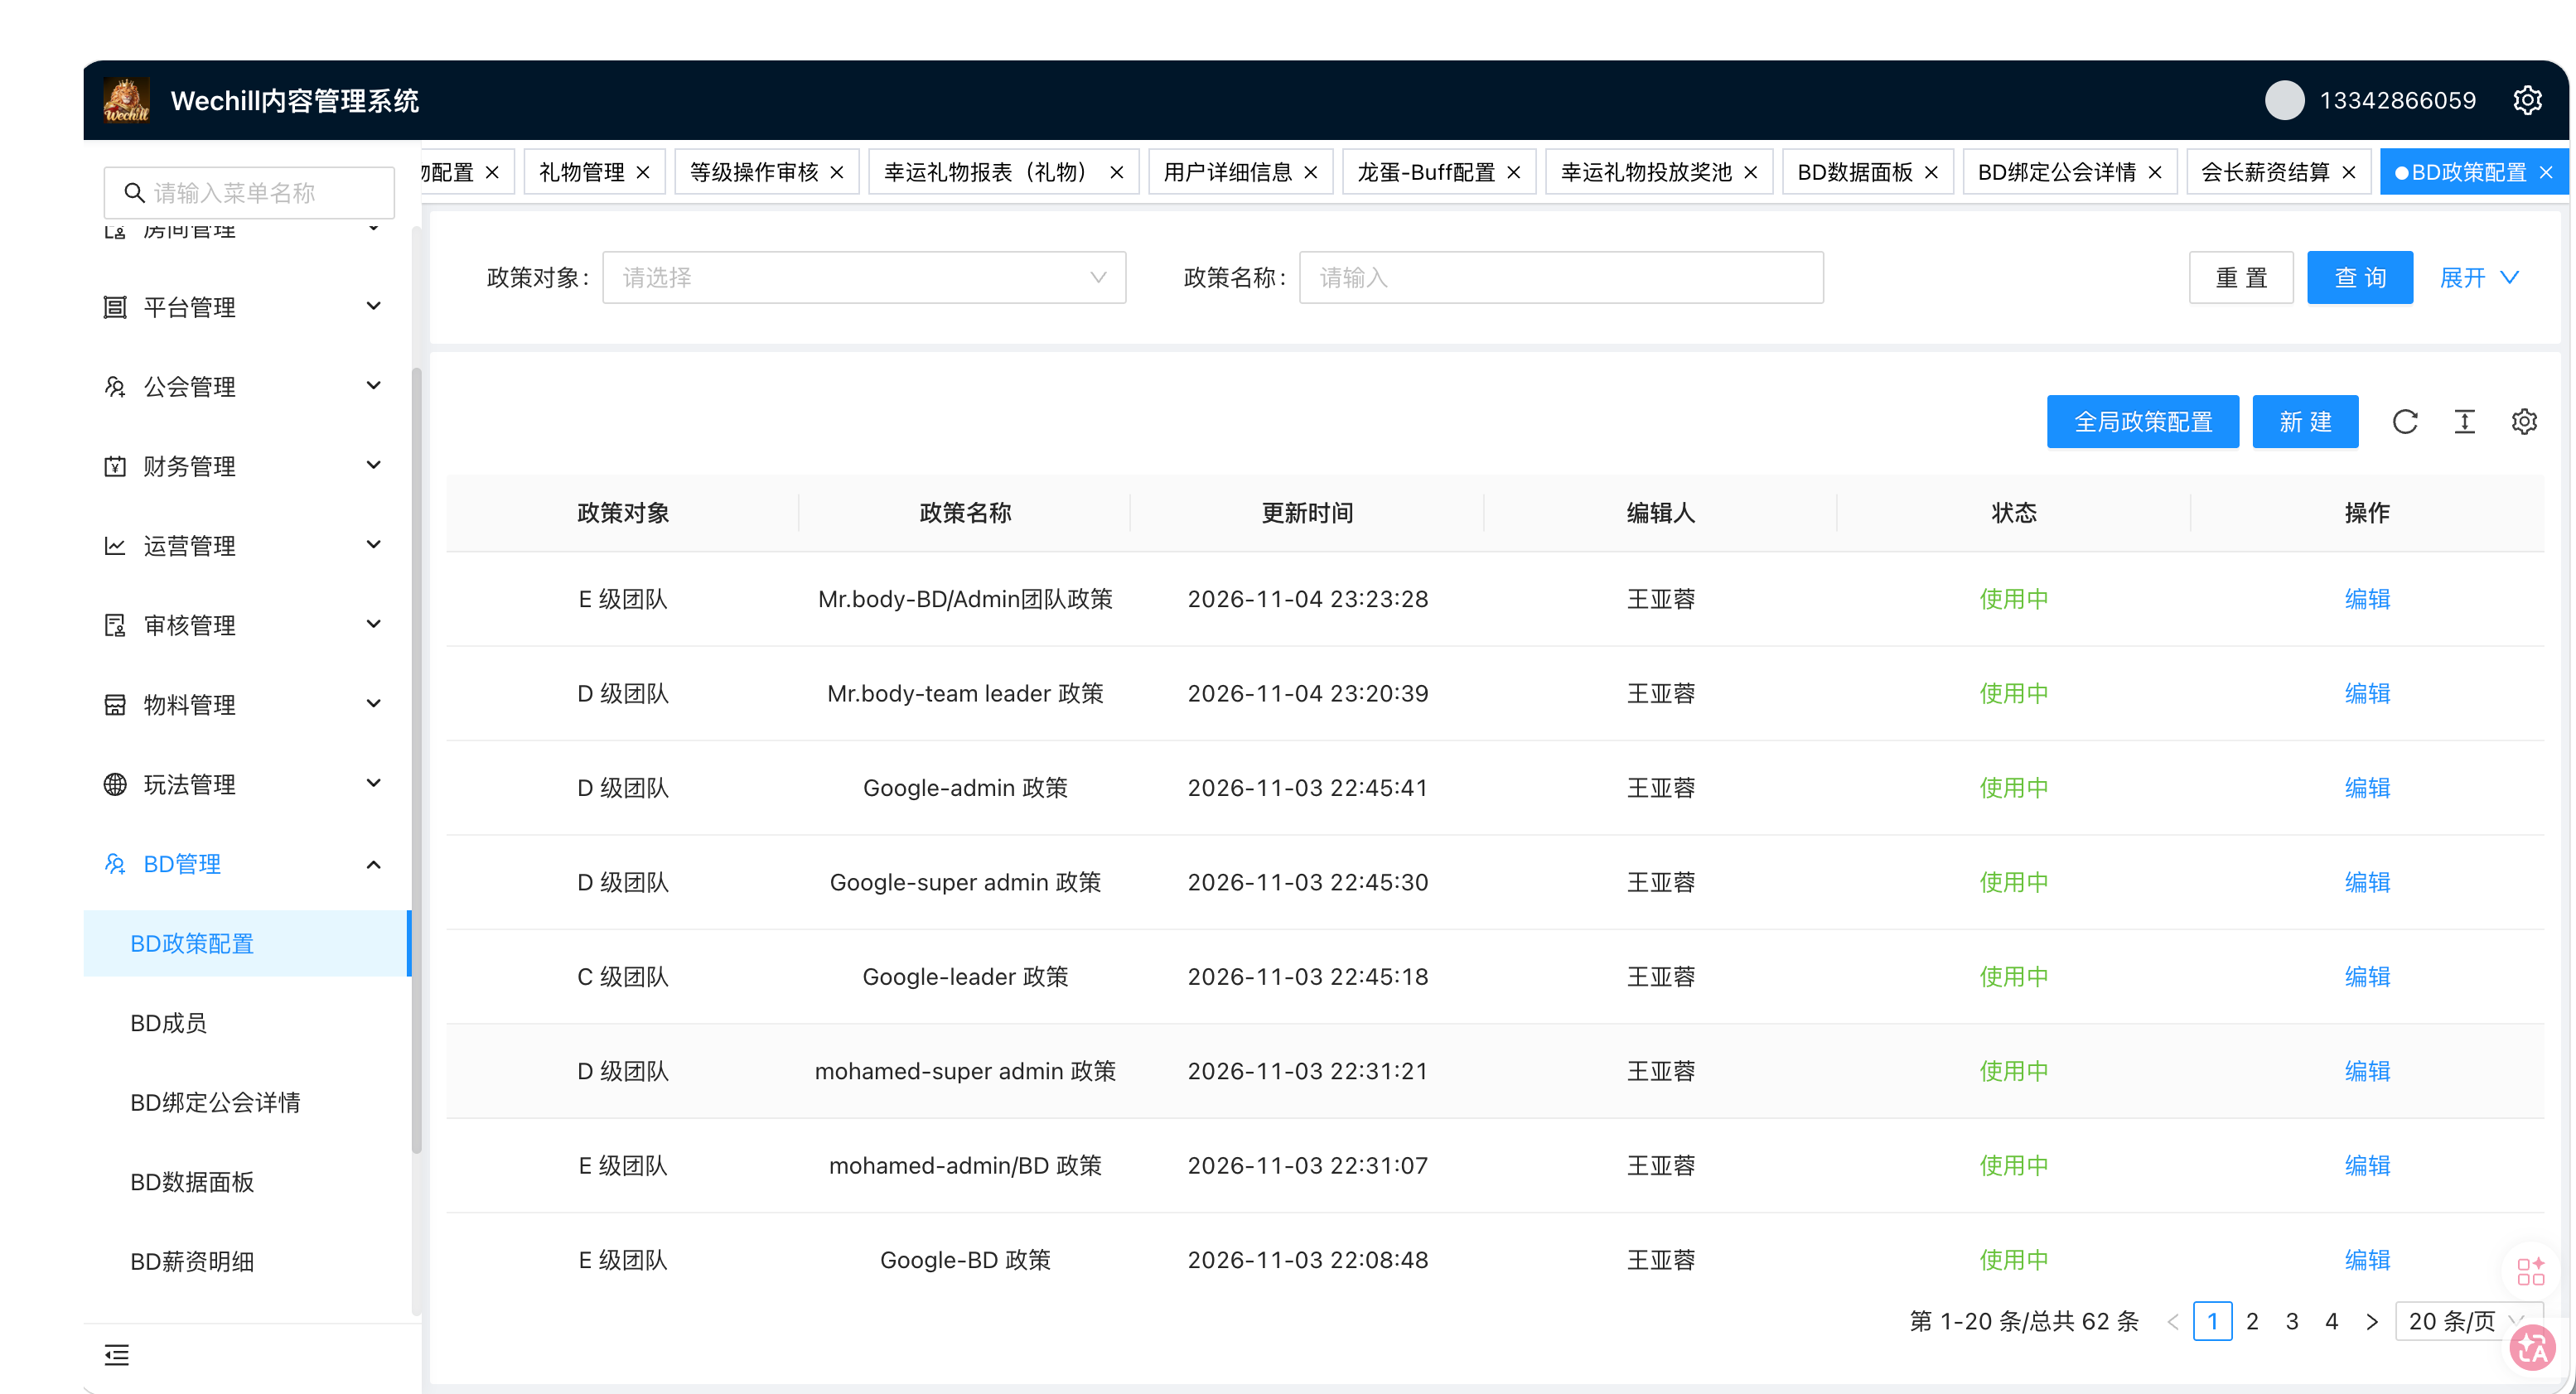 Wechill内容管理系统
13342866059
请输入菜单名称
配置
礼物管理
等级操作审核
幸运礼物报表（礼物）
用户详细信息
龙蛋-Buff配置
幸运礼物投放奖池
BD数据面板
BD绑定公会详情
会长薪资结算
BD政策配置
房间管理
平台管理
公会管理
财务管理
运营管理
审核管理
物料管理
玩法管理
BD管理
BD政策配置
BD成员
BD绑定公会详情
BD数据面板
BD薪资明细
政策对象: 请选择
政策名称: 请输入
重 置
查 询
展开
全局政策配置
新 建
政策对象 政策名称 更新时间 编辑人 状态 操作
E 级团队 Mr.body-BD/Admin团队政策 2026-11-04 23:23:28 王亚蓉 使用中 编辑
D 级团队 Mr.body-team leader 政策 2026-11-04 23:20:39 王亚蓉 使用中 编辑
D 级团队 Google-admin 政策 2026-11-03 22:45:41 王亚蓉 使用中 编辑
D 级团队 Google-super admin 政策 2026-11-03 22:45:30 王亚蓉 使用中 编辑
C 级团队 Google-leader 政策 2026-11-03 22:45:18 王亚蓉 使用中 编辑
D 级团队 mohamed-super admin 政策 2026-11-03 22:31:21 王亚蓉 使用中 编辑
E 级团队 mohamed-admin/BD 政策 2026-11-03 22:31:07 王亚蓉 使用中 编辑
E 级团队 Google-BD 政策 2026-11-03 22:08:48 王亚蓉 使用中 编辑
第 1-20 条/总共 62 条 < 1 2 3 4 > 20 条/页